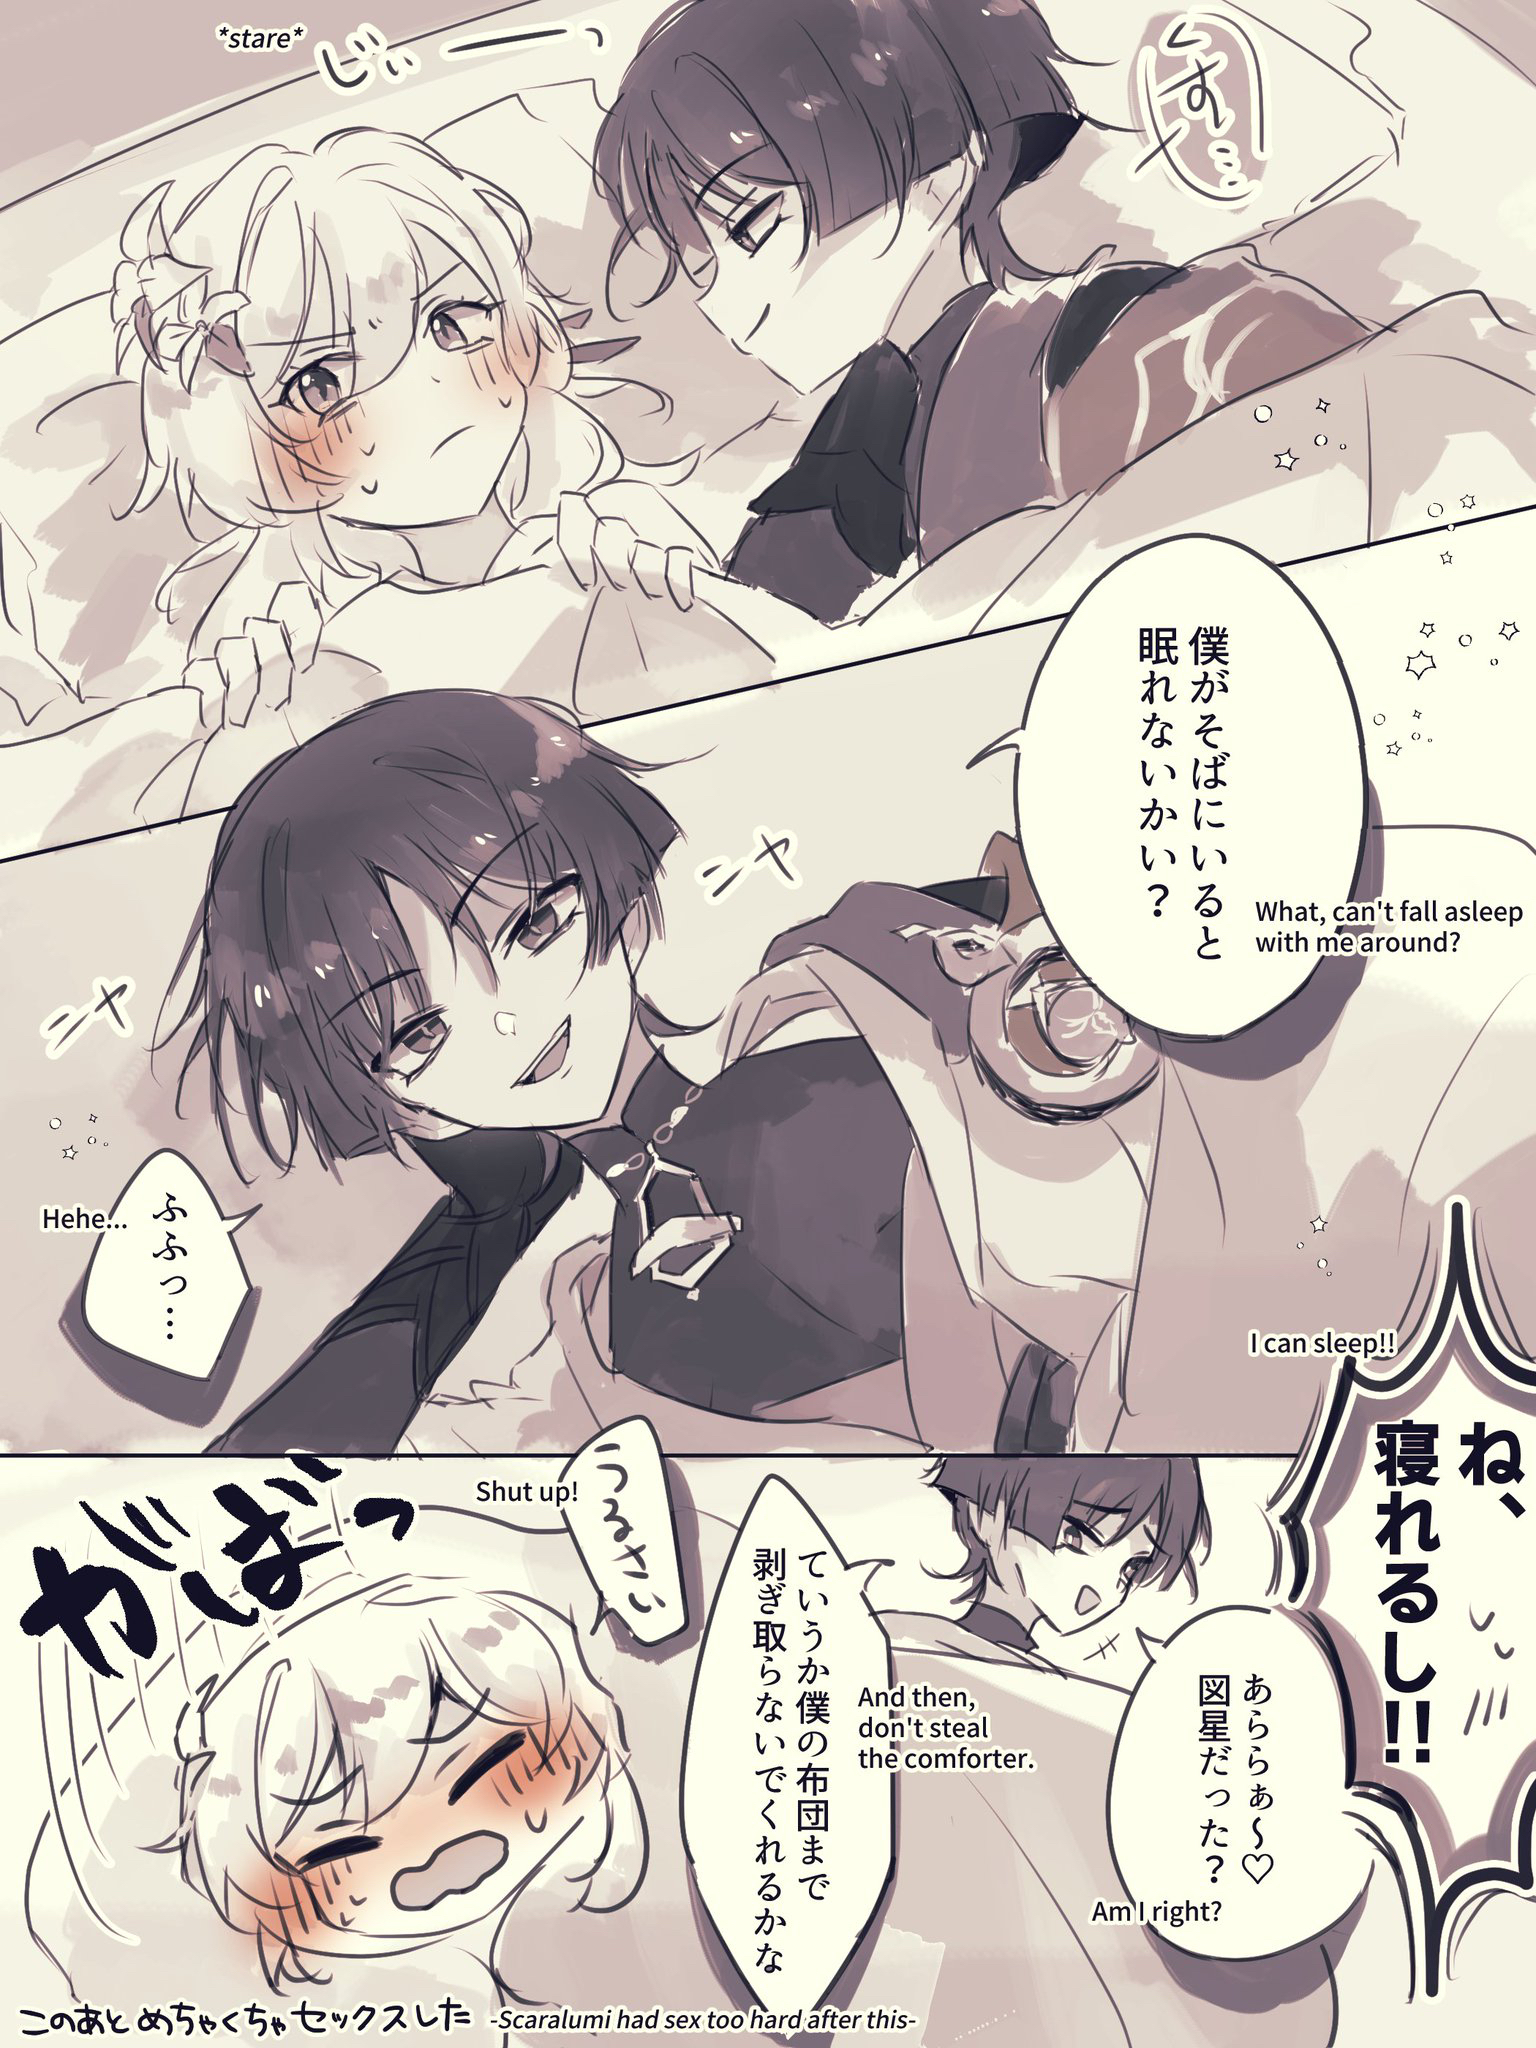 *stare*
じぃーっ
す…
僕がそばにいると
眠れないかい？
What, can't fall asleep
with me around?
ニヤ
ニヤ
ふふっ…
Hehe...
ね、
寝れるし!!
I can sleep!!
あららぁ～♡
図星だった？
Am I right?
ていうか僕の布団まで
剥ぎ取らないでくれるかな
And then,
don't steal
the comforter.
うるさい
Shut up!
がばっ
このあとめちゃくちゃセックスした
-Scaralumi had sex too hard after this-